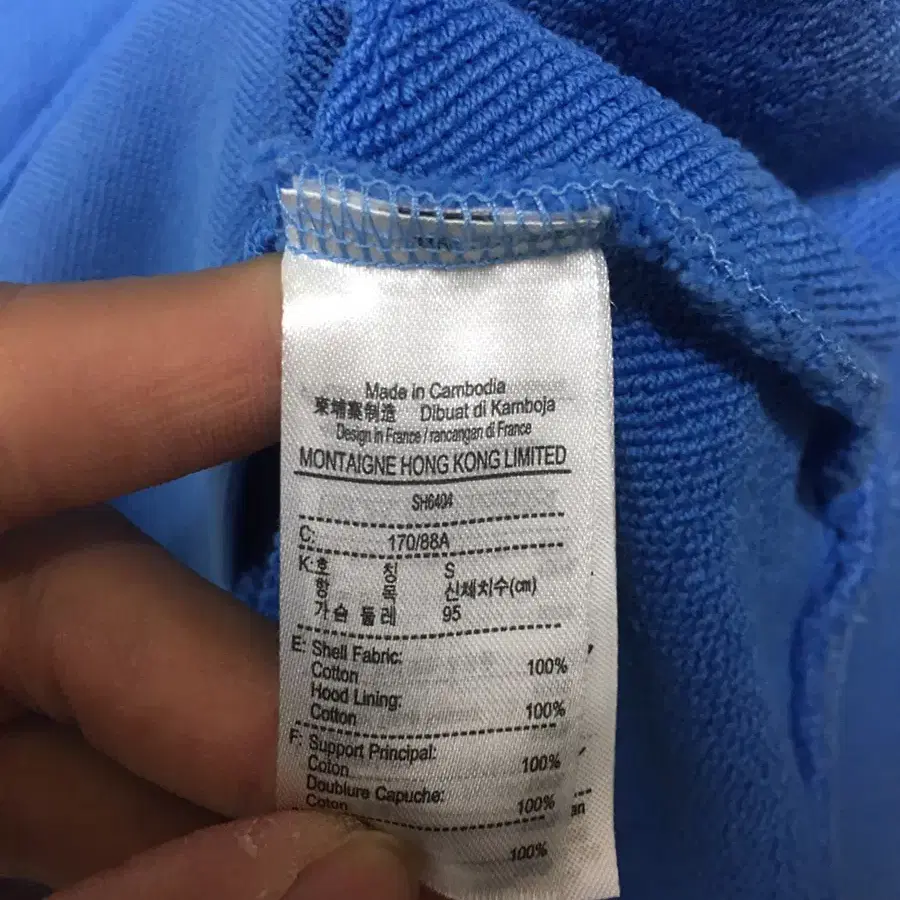 Made in Cambodia
柬埔寨制造 Dibuat di Kamboja
Design in France / rancangan di France
MONTAIGNE HONG KONG LIMITED
SH6404
C: 170/88A
K: 호 칭 S
항 목 신체치수(㎝)
가슴 둘레 95
E: Shell Fabric:
Cotton 100%
Hood Lining:
Cotton 100%
F: Support Principal:
Coton 100%
Doublure Capuche:
Coton 100%
an
100%